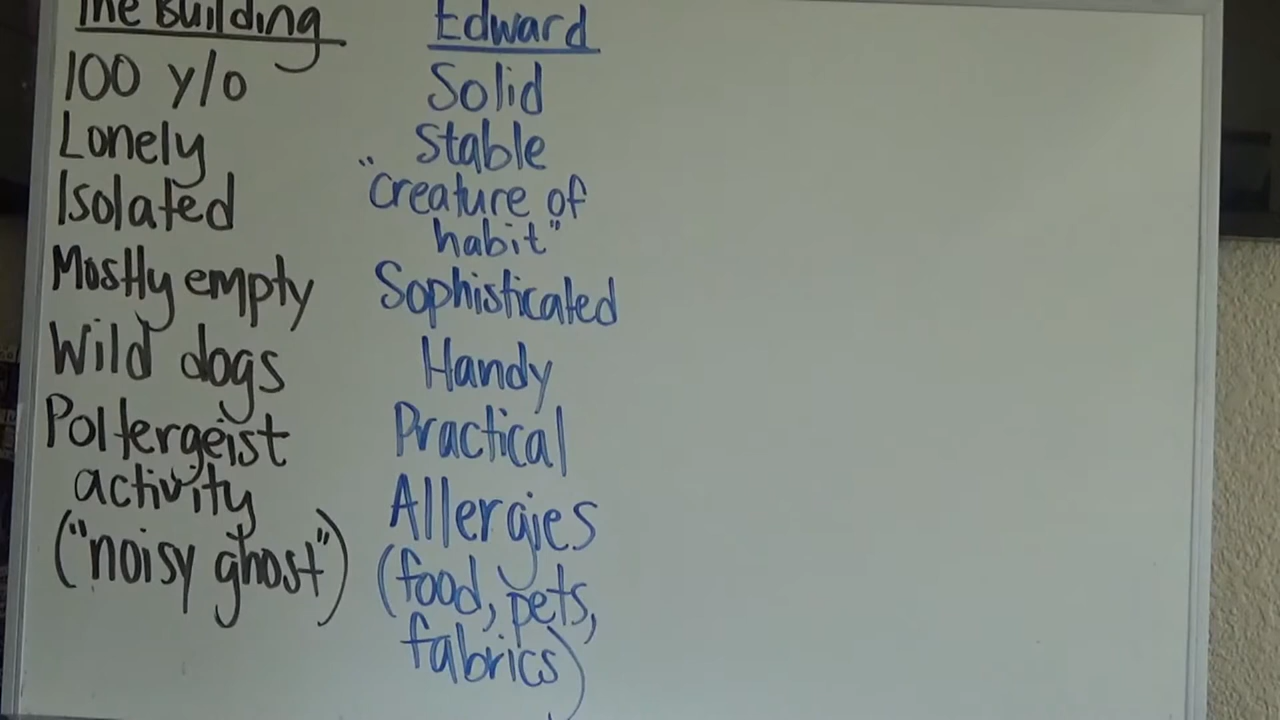 The Building
100 y/o
Lonely
Isolated
Mostly empty
Wild dogs
Poltergeist
activity
("noisy ghost")
Edward
Solid
Stable
"creature of
habit"
Sophisticated
Handy
Practical
Allergies
(food, pets,
fabrics)